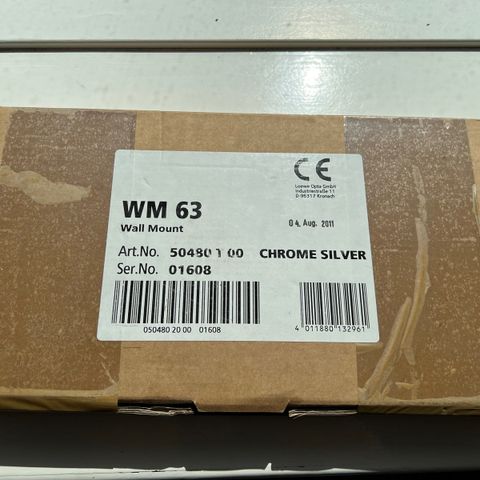 CE
Loewe Opta GmbH
Industriestraße 11
D-96317 Kronach
WM 63
Wall Mount
04. Aug. 2011
Art.No. 50480 00 CHROME SILVER
Ser.No. 01608
050480 20 00 01608
4 011880 132961